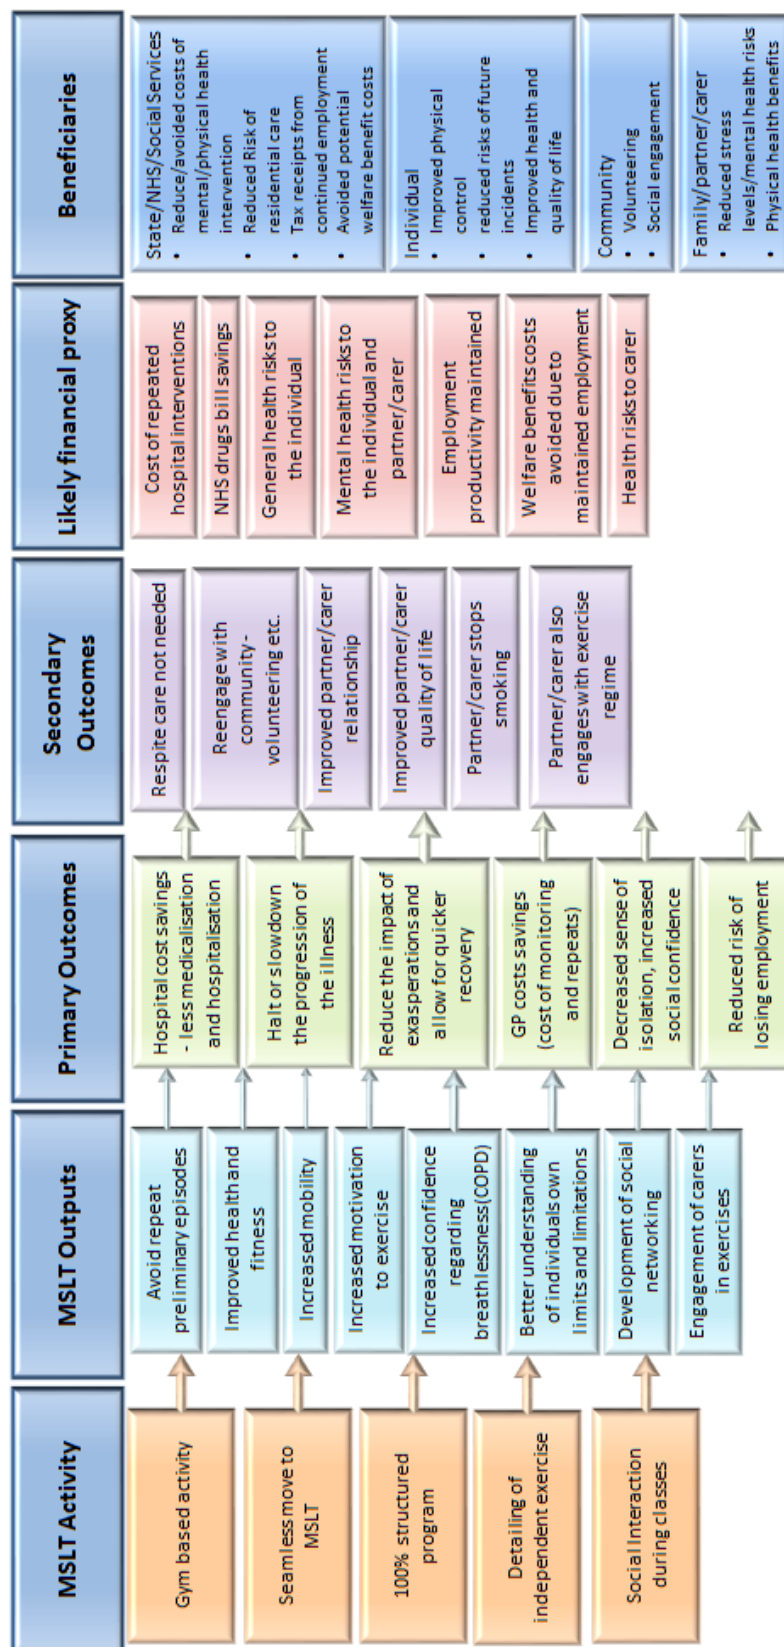 MSLT Activity
Gym based activity
Seamless move to
MSLT
100% structured
program
Detailing of
independent exercise
Social Interaction
during classes
MSLT Outputs
Avoid repeat
preliminary episodes
Improved health and
fitness
Increased mobility
Increased motivation
to exercise
Increased confidence
regarding
breathlessness(COPD)
Better understanding
of individuals own
limits and limitations
Development of social
networking
Engagement of carers
in exercises
Primary Outcomes
Hospital cost savings
- less medicalisation
and hospitalisation
Halt or slowdown
the progression of
the illness
Reduce the impact of
exasperations and
allow for quicker
recovery
GP costs savings
(cost of monitoring
and repeats)
Decreased sense of
isolation, increased
social confidence
Reduced risk of
losing employment
Secondary
Outcomes
Respite care not needed
Reengage with
community-
volunteering etc.
Improved partner/carer
relationship
Improved partner/carer
quality of life
Partner/carer stops
smoking
Partner/carer also
engages with exercise
regime
Likely financial proxy
Cost of repeated
hospital interventions
NHS drugs bill savings
General health risks to
the individual
Mental health risks to
the individual and
partner/carer
Employment
productivity maintained
Welfare benefits costs
avoided dueto
maintained employment
Health risks to carer
Beneficiaries
State/NHS/Social Services
• Reduce/avoided costs of
mental/physical health
intervention
• Reduced Risk of
residential care
• Tax receipts from
continued employment
• Avoided potential
welfare benefit costs
Individual
• Improved physical
control
• reduced risks of future
incidents
• Improved health and
quality of life
Community
• Volunteering
• Social engagement
Family/partner/carer
• Reduced stress
levels/mental health risks
• Physical health benefits